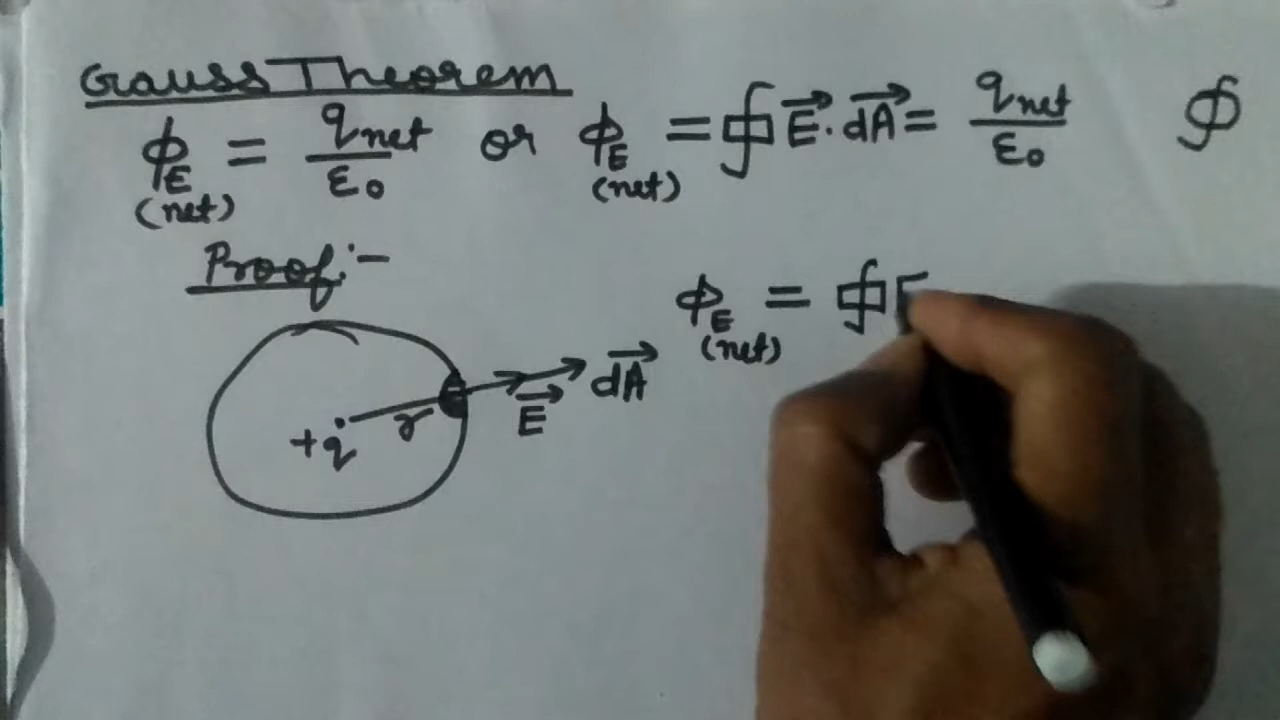 Gauss Theorem
ϕE (net) = qnet/ε0 or ϕE (net) = ∮ E⃗ · dA⃗ = qnet/ε0 ∮
Proof :-
ϕE (net) = ∮ E
+q r E⃗ dA⃗